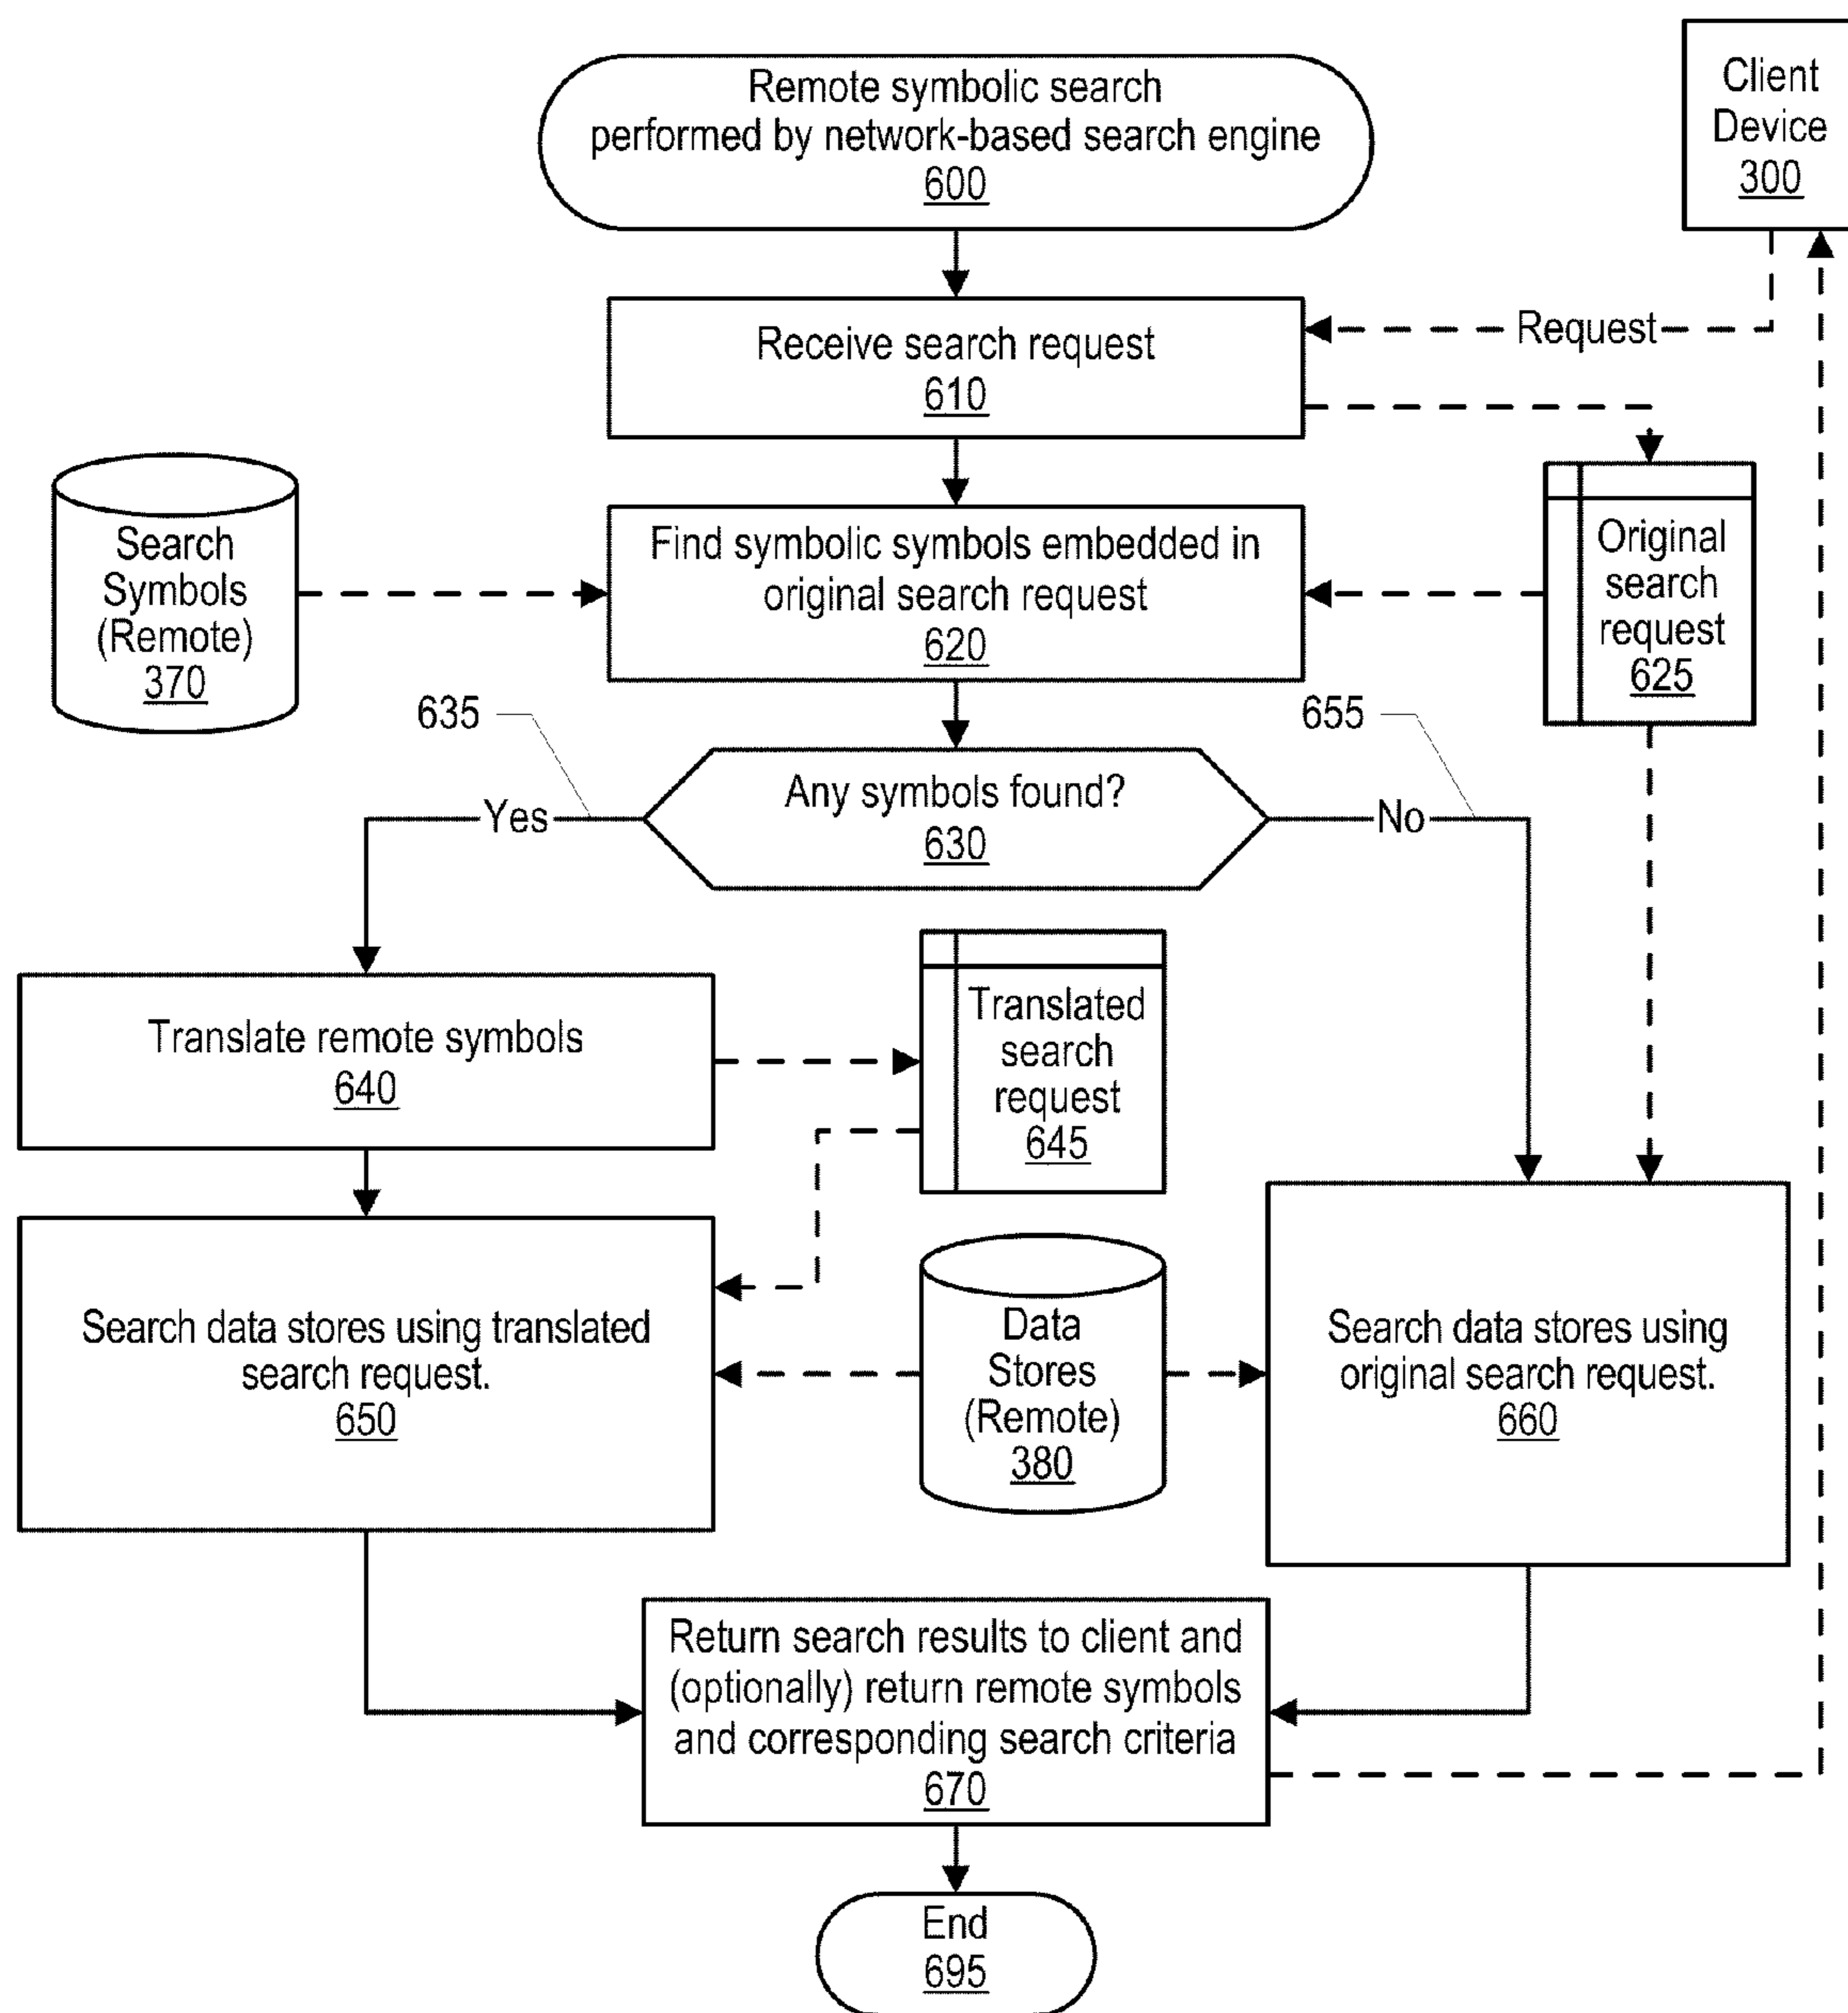 Remote symbolic search
performed by network-based search engine
600
Client
Device
300
Request
Receive search request
610
Search
Symbols
(Remote)
370
Find symbolic symbols embedded in
original search request
620
Original
search
request
625
635
655
Any symbols found?
630
Yes
No
Translate remote symbols
640
Translated
search
request
645
Search data stores using translated
search request.
650
Data
Stores
(Remote)
380
Search data stores using
original search request.
660
Return search results to client and
(optionally) return remote symbols
and corresponding search criteria
670
End
695